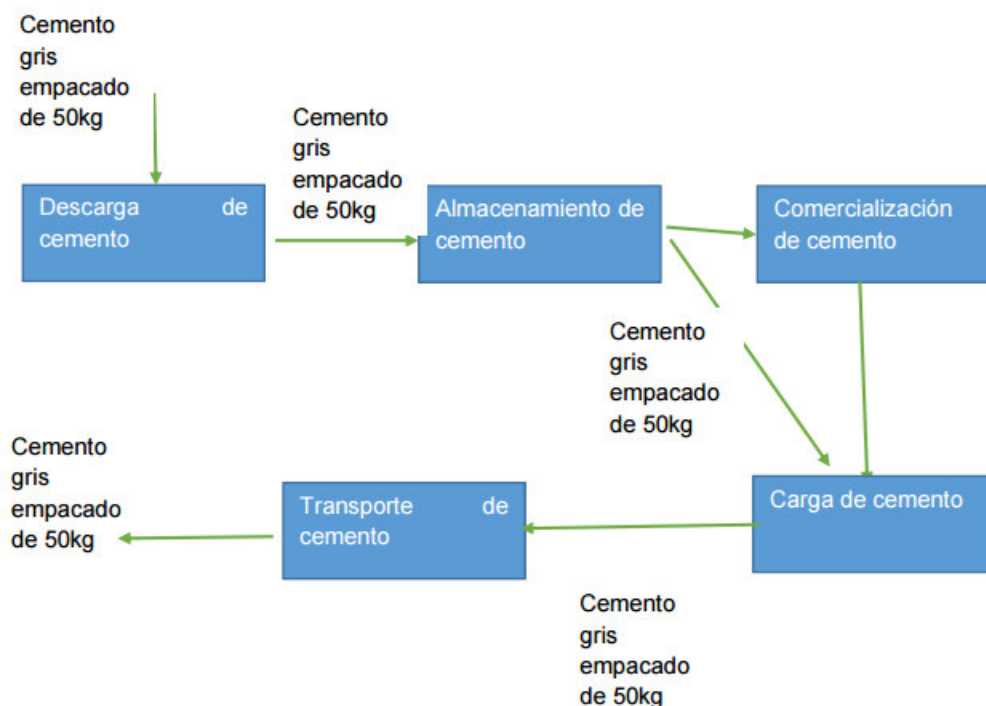 Cemento
gris
empacado
de 50kg
Cemento
gris
empacado
de 50kg
Descarga de
cemento
Almacenamiento de
cemento
Comercialización
de cemento
Cemento
gris
empacado
de 50kg
Cemento
gris
empacado
de 50kg
Transporte de
cemento
Carga de cemento
Cemento
gris
empacado
de 50kg